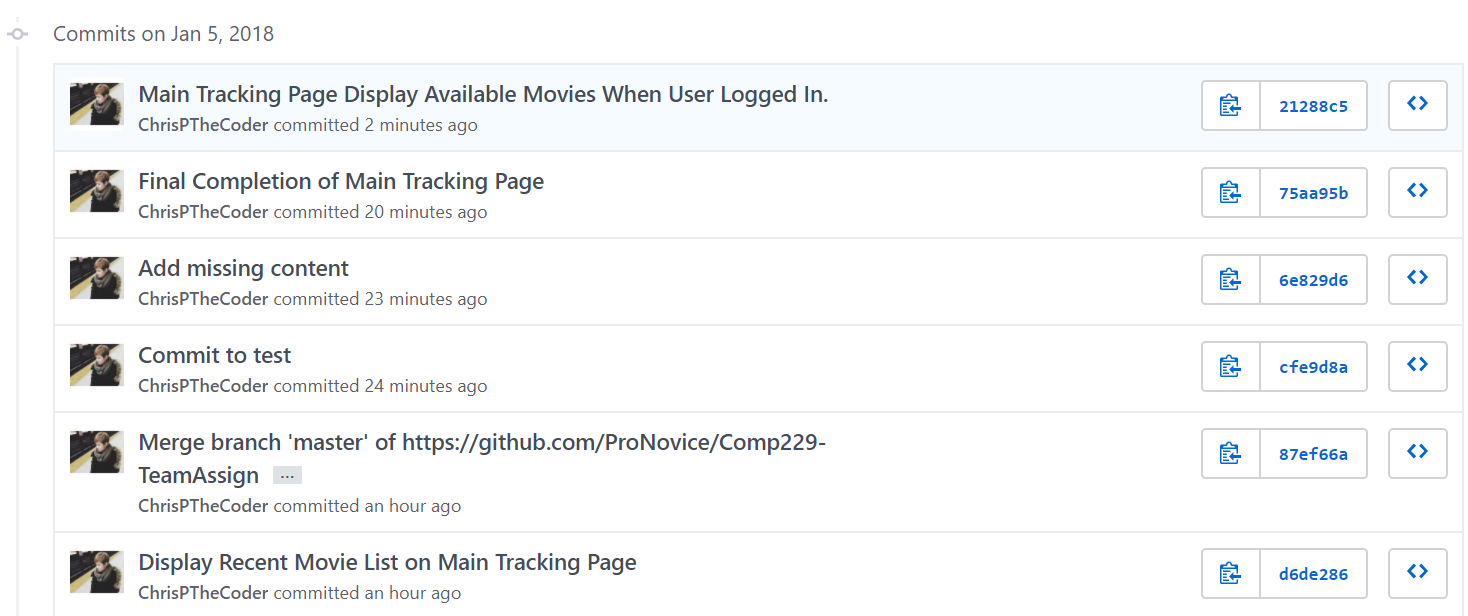 Commits on Jan 5, 2018
Main Tracking Page Display Available Movies When User Logged In.
ChrisPTheCoder committed 2 minutes ago
21288c5
Final Completion of Main Tracking Page
ChrisPTheCoder committed 20 minutes ago
75aa95b
Add missing content
ChrisPTheCoder committed 23 minutes ago
6e829d6
Commit to test
ChrisPTheCoder committed 24 minutes ago
cfe9d8a
Merge branch 'master' of https://github.com/ProNovice/Comp229-
TeamAssign ...
ChrisPTheCoder committed an hour ago
87ef66a
Display Recent Movie List on Main Tracking Page
ChrisPTheCoder committed an hour ago
d6de286